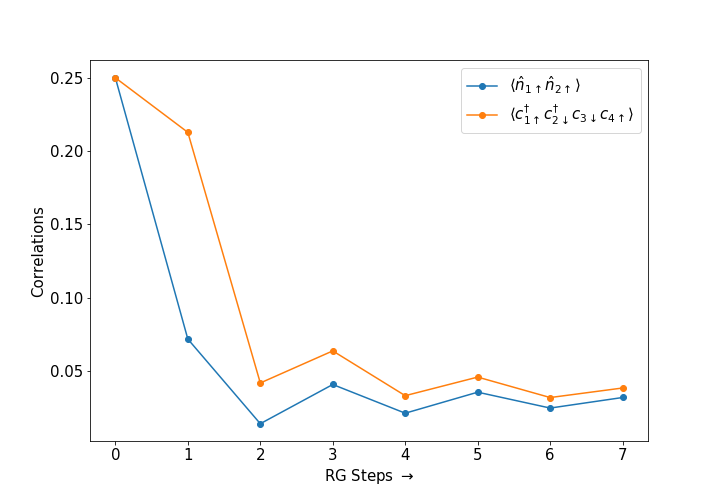 0.25
0.20
0.15
0.10
0.05
Correlations
⟨n̂₁↑n̂₂↑⟩
⟨c†₁↑c†₂↓c₃↓c₄↑⟩
0 1 2 3 4 5 6 7
RG Steps →